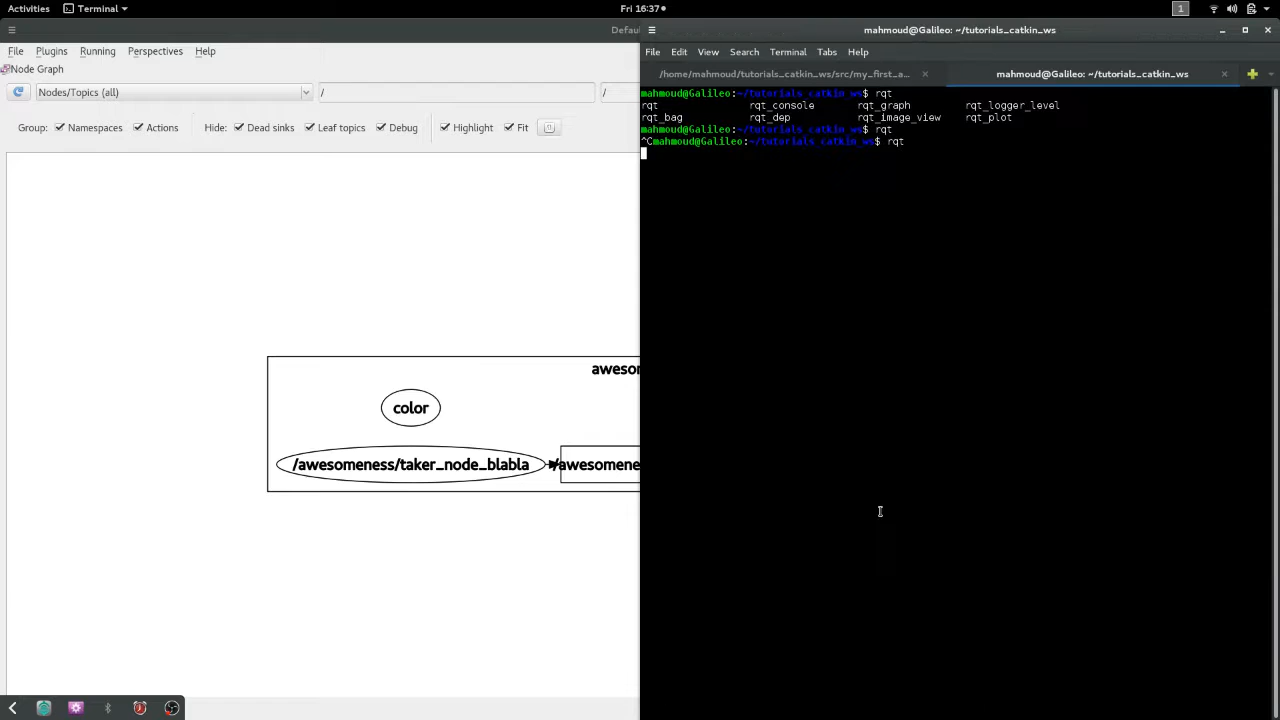 Activities Terminal Fri 16:37 1
Defau
File Plugins Running Perspectives Help
Node Graph
Nodes/Topics (all) / /
Group: Namespaces Actions Hide: Dead sinks Leaf topics Debug Highlight Fit
aweson
color
/awesomeness/taker_node_blabla
/awesomene
mahmoud@Galileo: ~/tutorials_catkin_ws
File Edit View Search Terminal Tabs Help
/home/mahmoud/tutorials_catkin_ws/src/my_first_a...
mahmoud@Galileo: ~/tutorials_catkin_ws
mahmoud@Galileo:~/tutorials_catkin_ws$ rqt
rqt rqt_console rqt_graph rqt_logger_level
rqt_bag rqt_dep rqt_image_view rqt_plot
mahmoud@Galileo:~/tutorials_catkin_ws$ rqt
^Cmahmoud@Galileo:~/tutorials_catkin_ws$ rqt